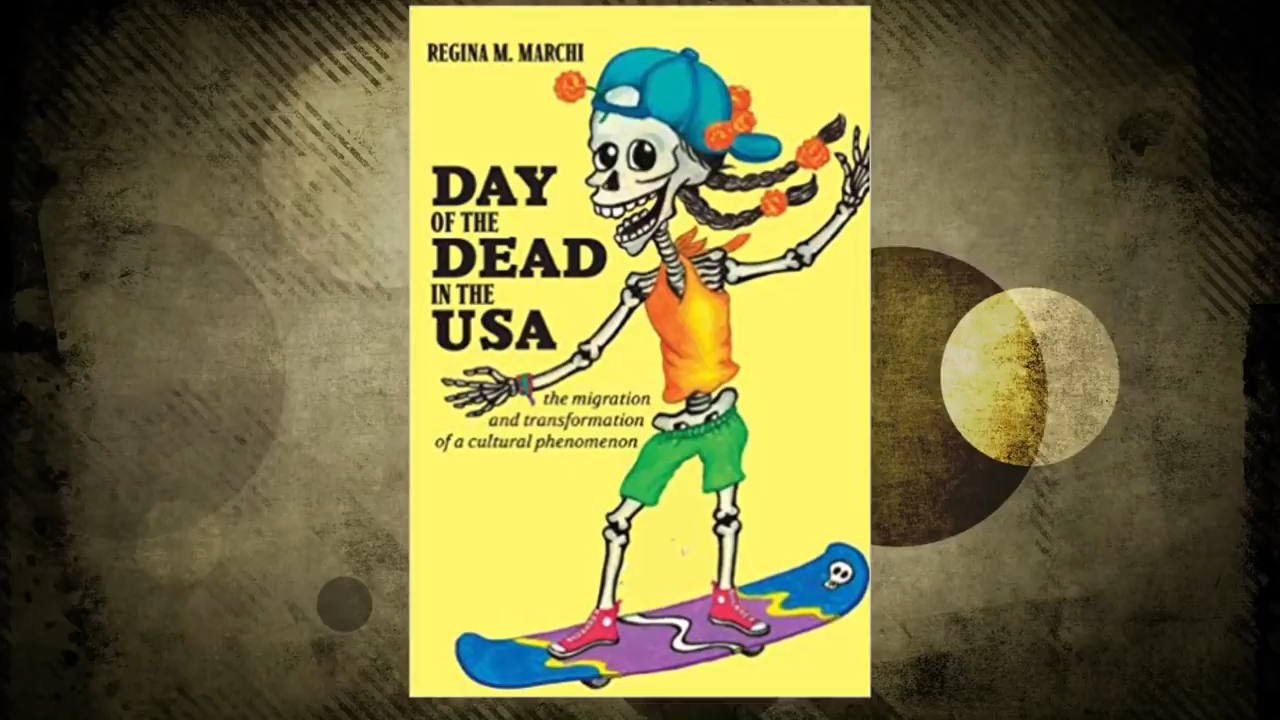 REGINA M. MARCHI
DAY
OF THE
DEAD
IN THE
USA
the migration
and transformation
of a cultural phenomenon